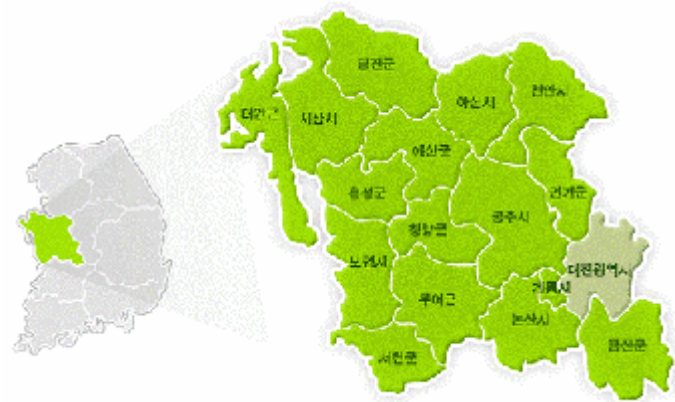 당진군
아산시
천안시
태안군
서산시
예산군
홍성군
연기군
공주시
청양군
보령시
대전광역시
계룡시
부여군
논산시
서천군
금산군